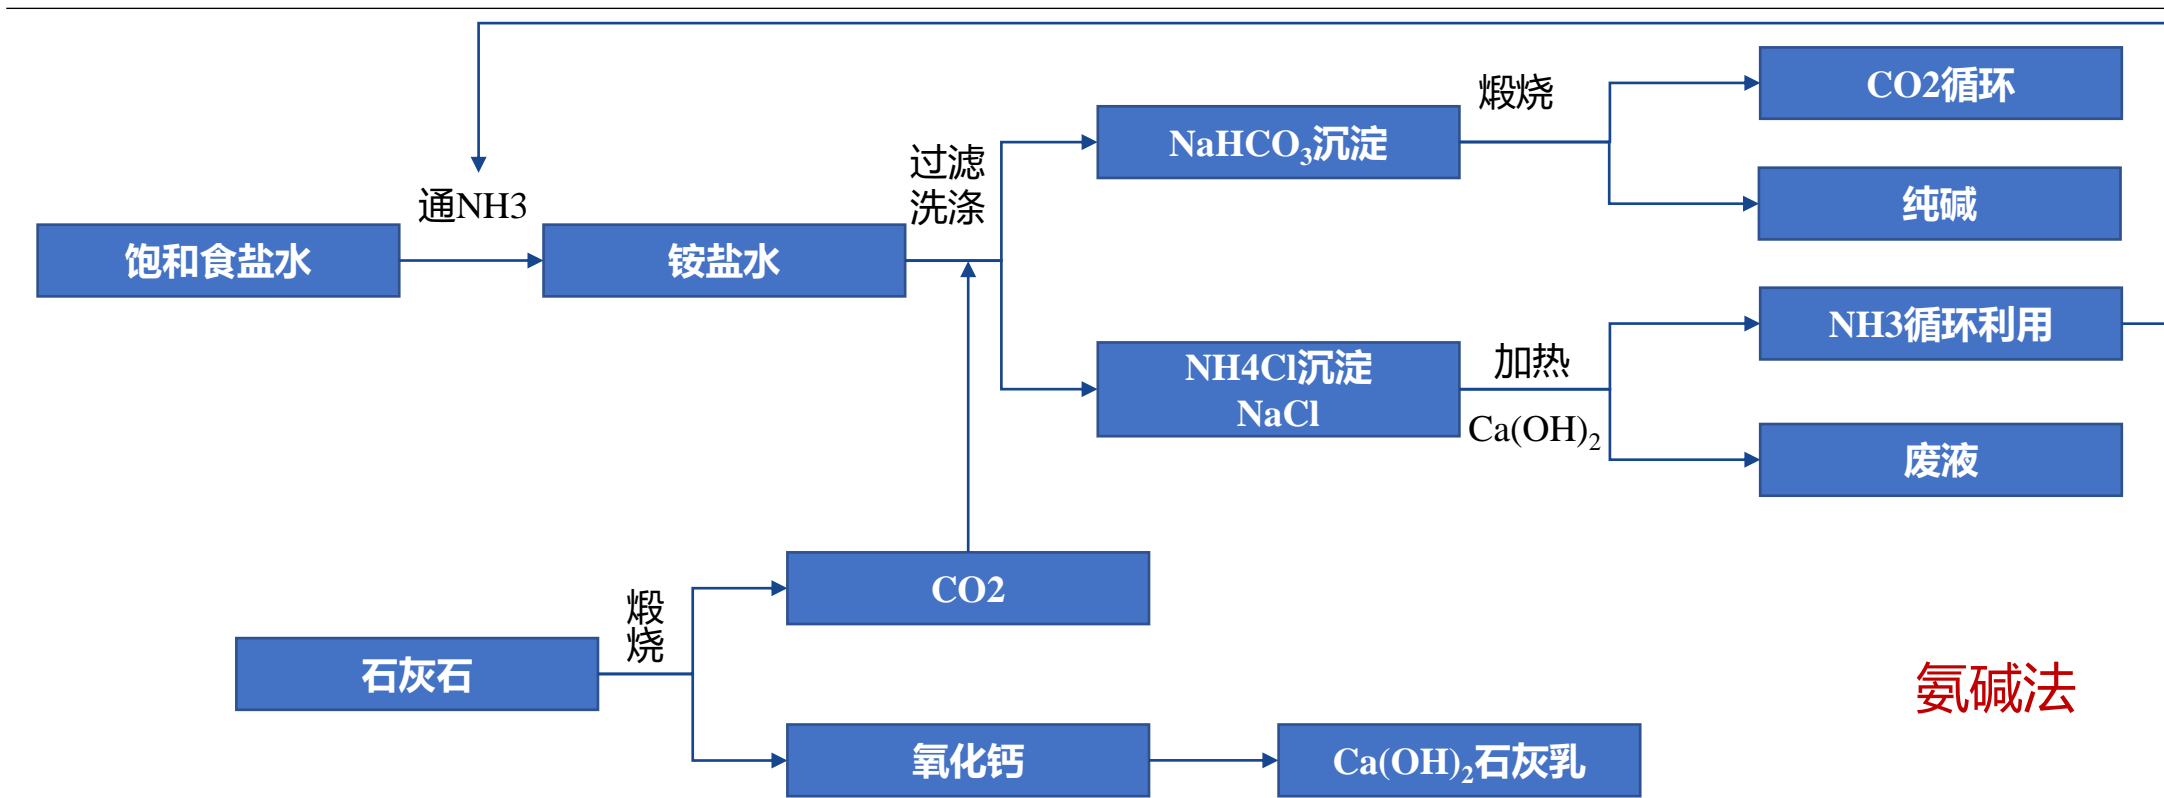 CO2循环
煅烧
NaHCO₃沉淀
过滤
洗涤
纯碱
通NH3
饱和食盐水
铵盐水
NH3循环利用
加热
NH4Cl沉淀
NaCl
Ca(OH)₂
废液
CO2
煅
烧
石灰石
氨碱法
氧化钙
Ca(OH)₂石灰乳